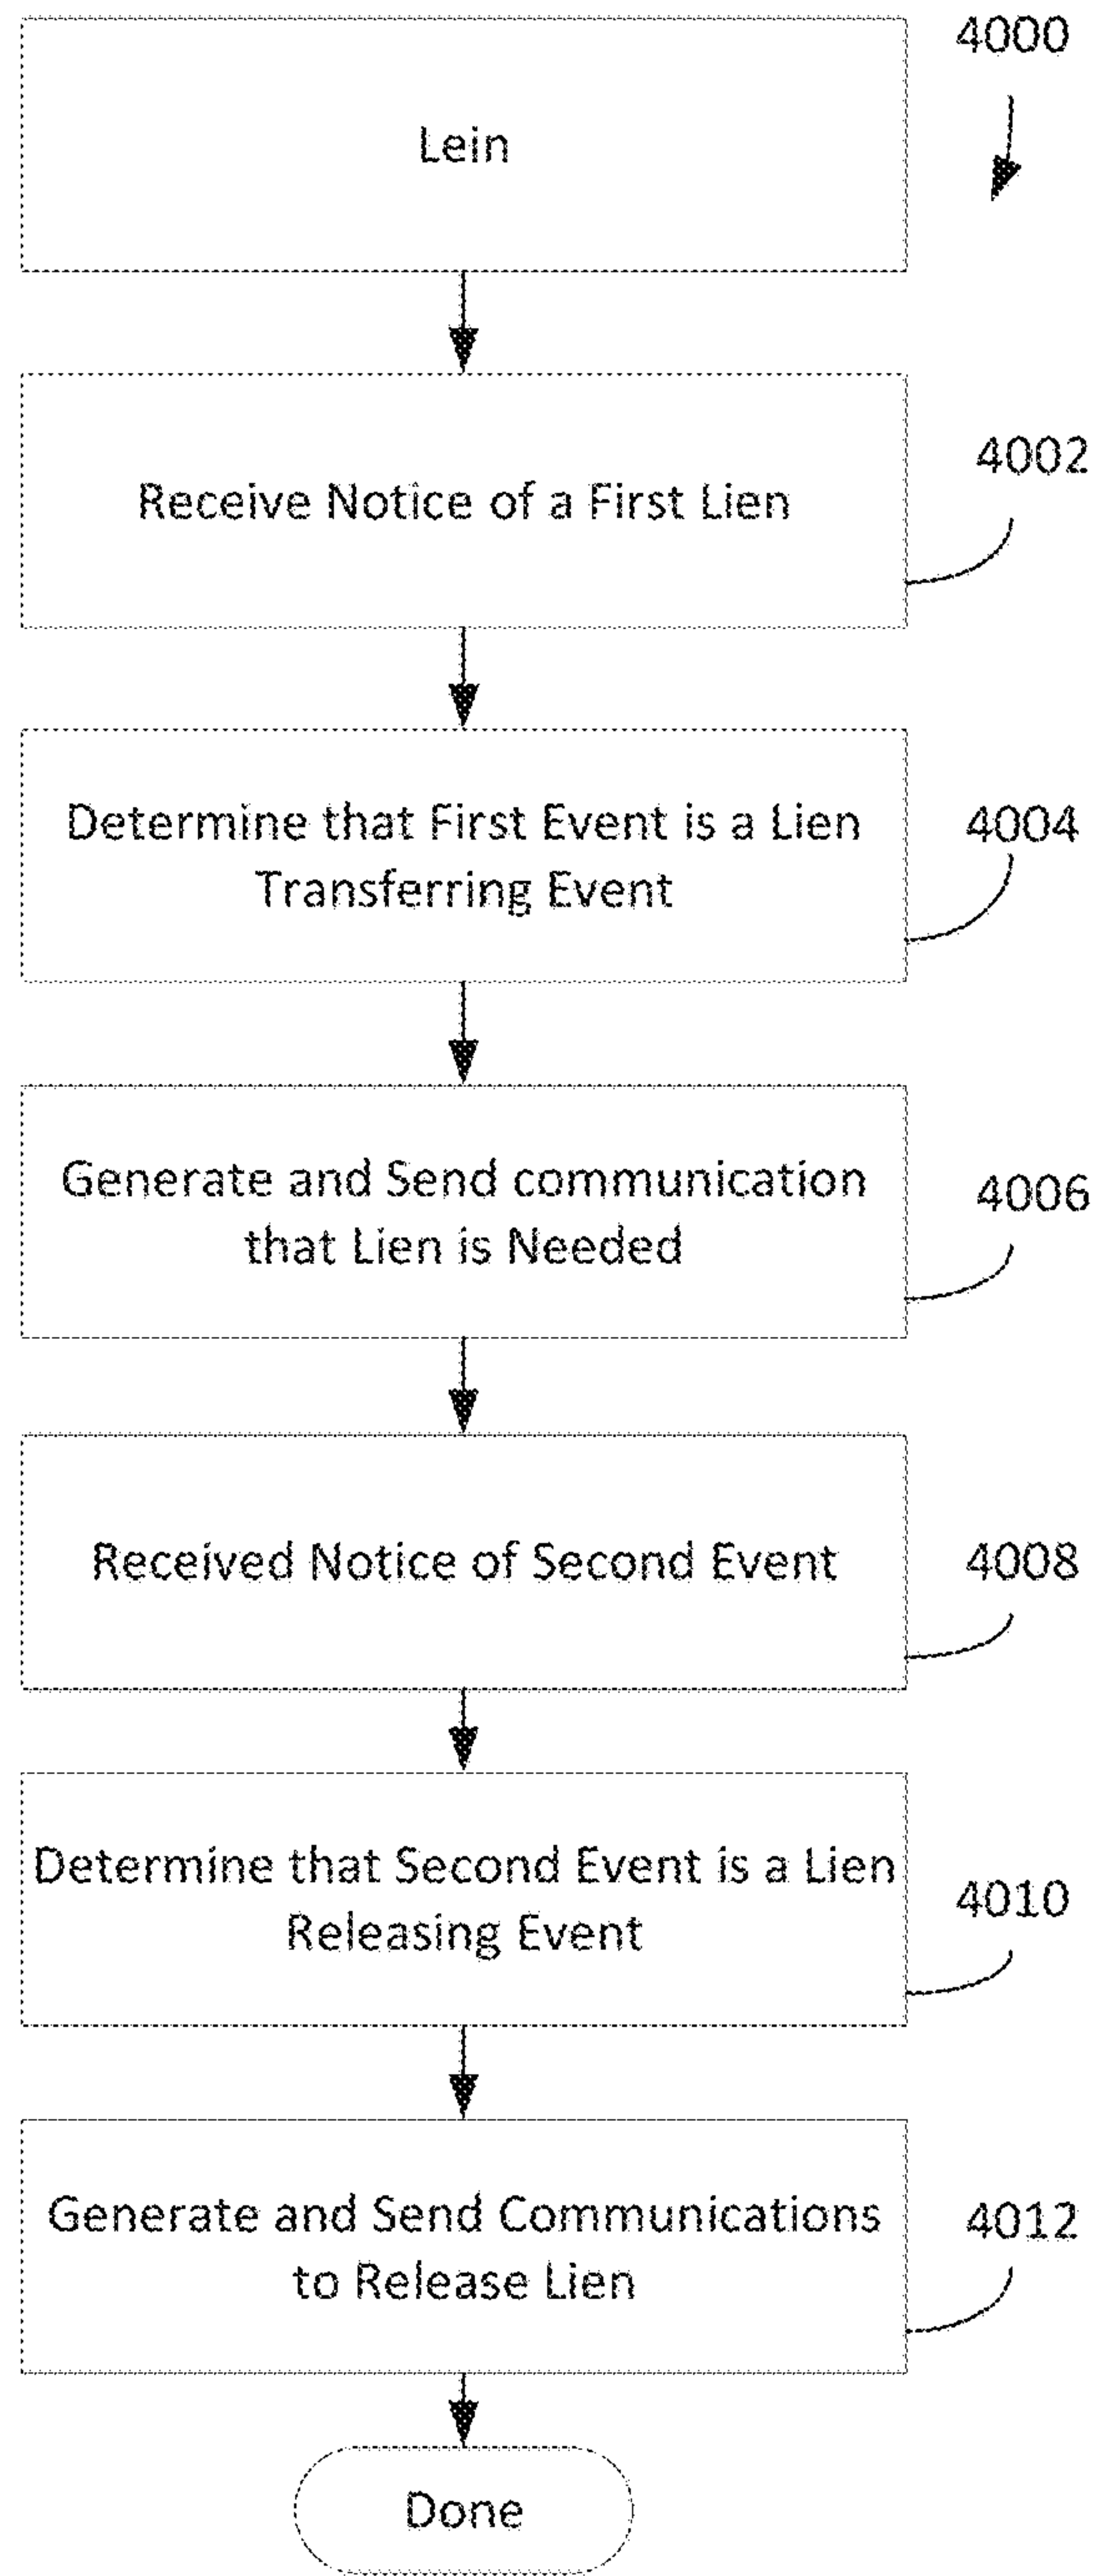 4000
Lein
Receive Notice of a First Lien
4002
Determine that First Event is a Lien
Transferring Event
4004
Generate and Send communication
that Lien is Needed
4006
Received Notice of Second Event
4008
Determine that Second Event is a Lien
Releasing Event
4010
Generate and Send Communications
to Release Lien
4012
Done